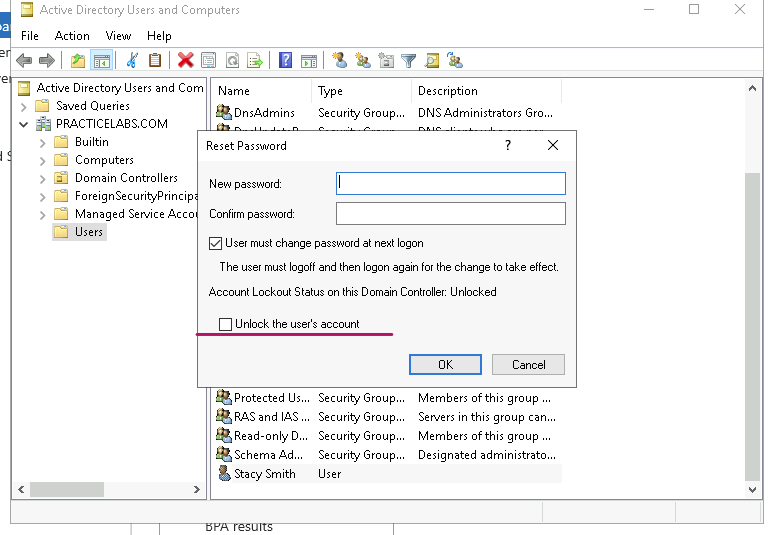 Active Directory Users and Computers
File Action View Help
Active Directory Users and Com
Saved Queries
PRACTICELABS.COM
Builtin
Computers
Domain Controllers
ForeignSecurityPrincipa
Managed Service Accou
Users
Name Type Description
DnsAdmins Security Group... DNS Administrators Gro...
Reset Password
New password:
Confirm password:
User must change password at next logon
The user must logoff and then logon again for the change to take effect.
Account Lockout Status on this Domain Controller: Unlocked
Unlock the user's account
OK Cancel
Protected Us... Security Group... Members of this group ...
RAS and IAS ... Security Group... Servers in this group can...
Read-only D... Security Group... Members of this group ...
Schema Ad... Security Group... Designated administrato...
Stacy Smith User
BPA results